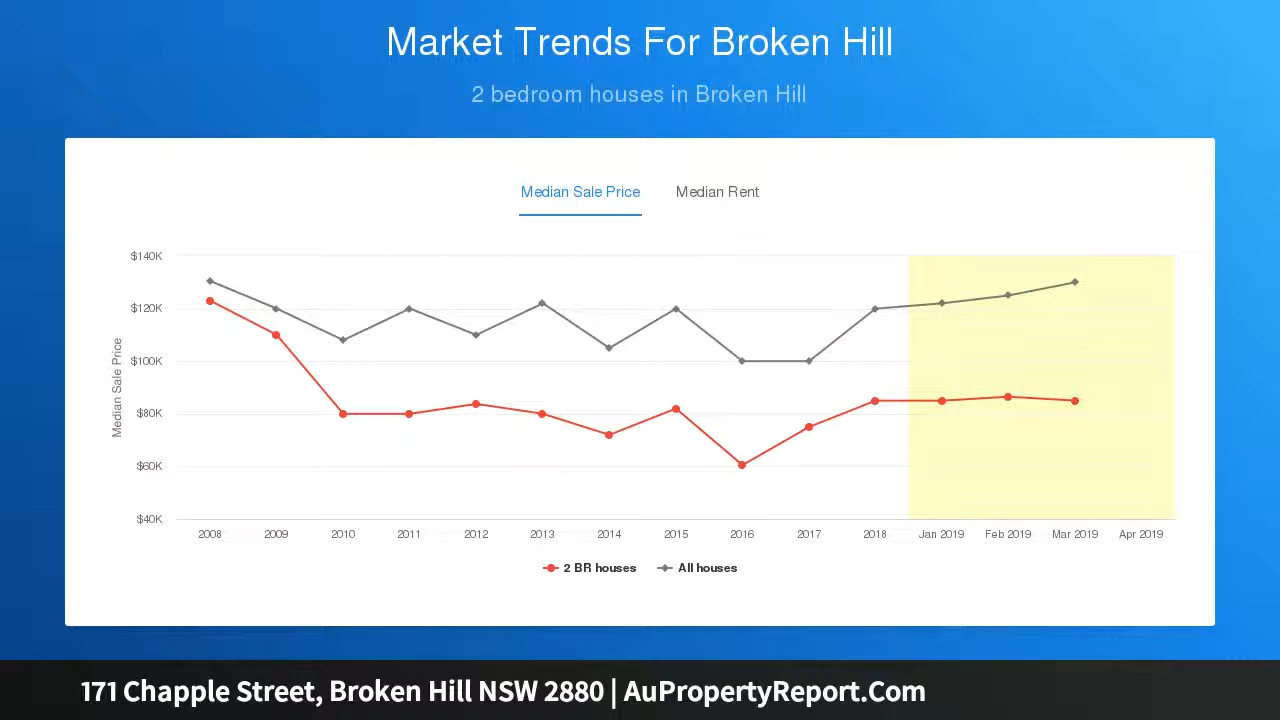 Market Trends For Broken Hill
2 bedroom houses in Broken Hill
Median Sale Price Median Rent
Median Sale Price
$140K
$120K
$100K
$80K
$60K
$40K
2008 2009 2010 2011 2012 2013 2014 2015 2016 2017 2018 Jan 2019 Feb 2019 Mar 2019 Apr 2019
2 BR houses All houses
171 Chapple Street, Broken Hill NSW 2880 | AuPropertyReport.Com